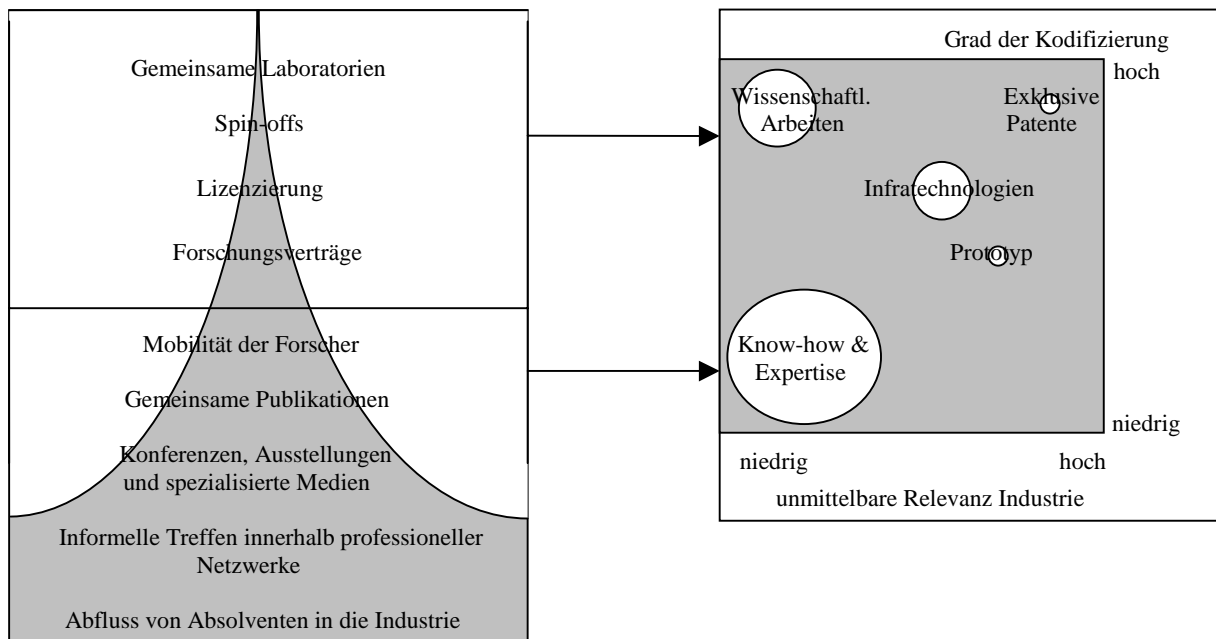 Gemeinsame Laboratorien
Spin-offs
Lizenzierung
Forschungsverträge
Mobilität der Forscher
Gemeinsame Publikationen
Konferenzen, Ausstellungen
und spezialisierte Medien
Informelle Treffen innerhalb professioneller
Netzwerke
Abfluss von Absolventen in die Industrie
Grad der Kodifizierung
hoch
Wissenschaftl.
Arbeiten
Exklusive
Patente
Infratechnologien
Prototyp
Know-how &
Expertise
niedrig
niedrig
hoch
unmittelbare Relevanz Industrie